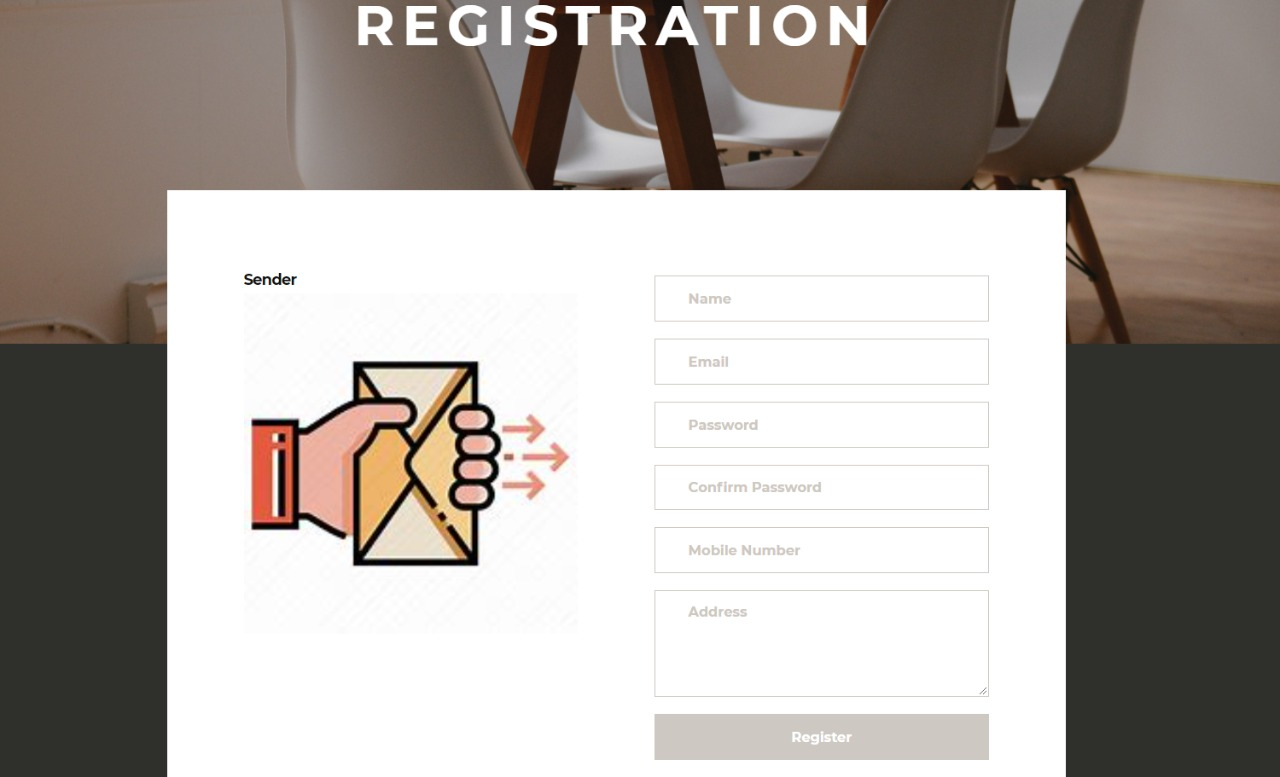 REGISTRATION
Sender
Name
Email
Password
Confirm Password
Mobile Number
Address
Register